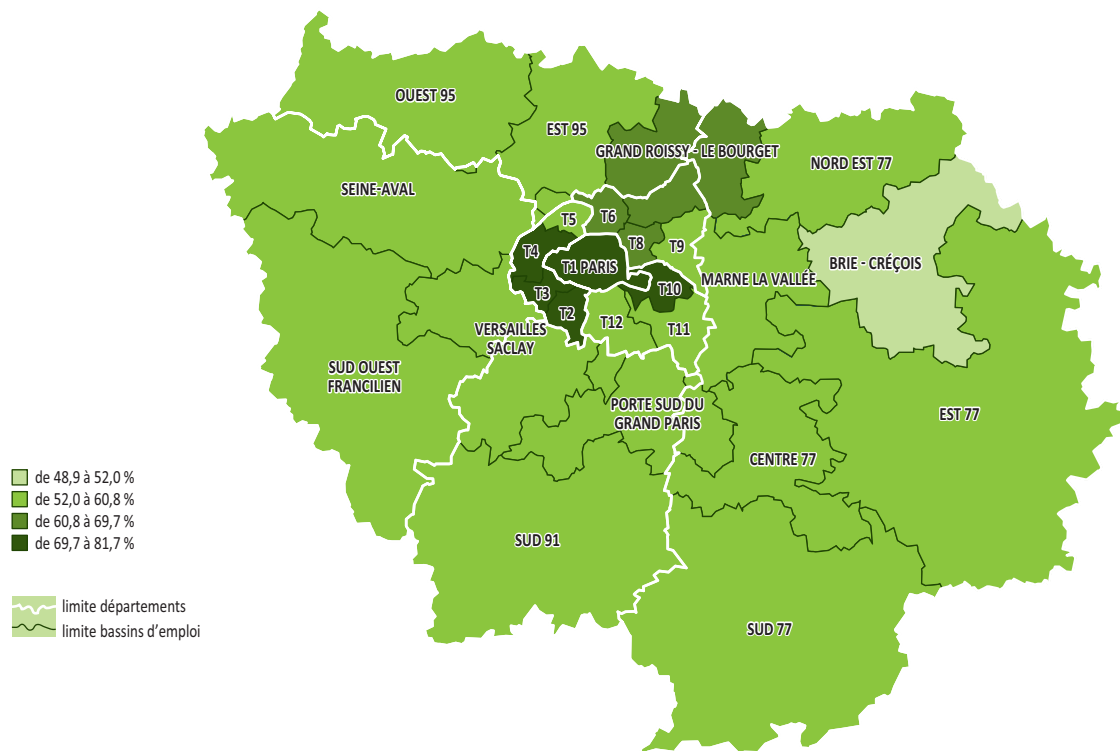 OUEST 95
EST 95
GRAND ROISSY - LE BOURGET
NORD EST 77
SEINE-AVAL
T5
T6
T8
T9
T4
T1 PARIS
T3
T10
T2
T12
T11
MARNE LA VALLÉE
BRIE - CRÉÇOIS
VERSAILLES
SACLAY
SUD OUEST
FRANCILIEN
PORTE SUD DU
GRAND PARIS
EST 77
CENTRE 77
SUD 91
SUD 77
de 48,9 à 52,0 %
de 52,0 à 60,8 %
de 60,8 à 69,7 %
de 69,7 à 81,7 %
limite départements
limite bassins d'emploi